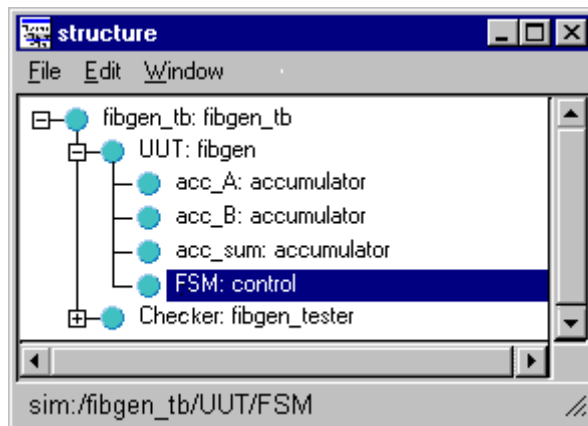 structure
File Edit Window
fibgen_tb: fibgen_tb
UUT: fibgen
acc_A: accumulator
acc_B: accumulator
acc_sum: accumulator
FSM: control
Checker: fibgen_tester
sim:/fibgen_tb/UUT/FSM